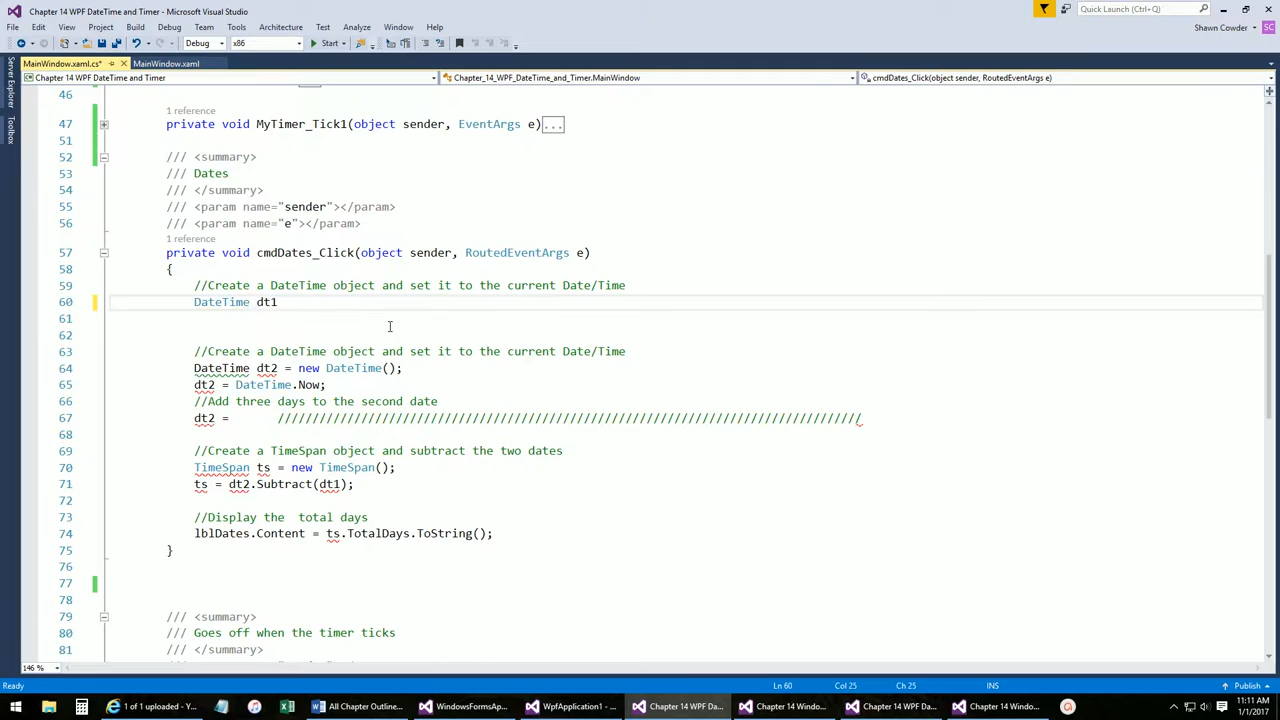 Chapter 14 WPF DateTime and Timer - Microsoft Visual Studio
Quick Launch (Ctrl+Q)
File Edit View Project Build Debug Team Tools Architecture Test Analyze Window Help
Shawn Cowder
SC
Debug x86 Start
MainWindow.xaml.cs* MainWindow.xaml
Chapter 14 WPF DateTime and Timer
Chapter_14_WPF_DateTime_and_Timer.MainWindow
cmdDates_Click(object sender, RoutedEventArgs e)
Server Explorer
Toolbox
46
1 reference
47 private void MyTimer_Tick1(object sender, EventArgs e)...
51
52 /// <summary>
53 /// Dates
54 /// </summary>
55 /// <param name="sender"></param>
56 /// <param name="e"></param>
1 reference
57 private void cmdDates_Click(object sender, RoutedEventArgs e)
58 {
59 //Create a DateTime object and set it to the current Date/Time
60 DateTime dt1
61
62
63 //Create a DateTime object and set it to the current Date/Time
64 DateTime dt2 = new DateTime();
65 dt2 = DateTime.Now;
66 //Add three days to the second date
67 dt2 = ////////////////////////////////////////////////////////////////////////////////////
68
69 //Create a TimeSpan object and subtract the two dates
70 TimeSpan ts = new TimeSpan();
71 ts = dt2.Subtract(dt1);
72
73 //Display the  total days
74 lblDates.Content = ts.TotalDays.ToString();
75 }
76
77
78
79 /// <summary>
80 /// Goes off when the timer ticks
81 /// </summary>
146 %
Ready
Ln 60 Col 25 Ch 25 INS
Publish
1 of 1 uploaded - Y... All Chapter Outline... WindowsFormsAp... WpfApplication1 - ... Chapter 14 WPF Da... Chapter 14 Windo... Chapter 14 WPF Da... Chapter 14 Windo...
11:11 AM
1/1/2017